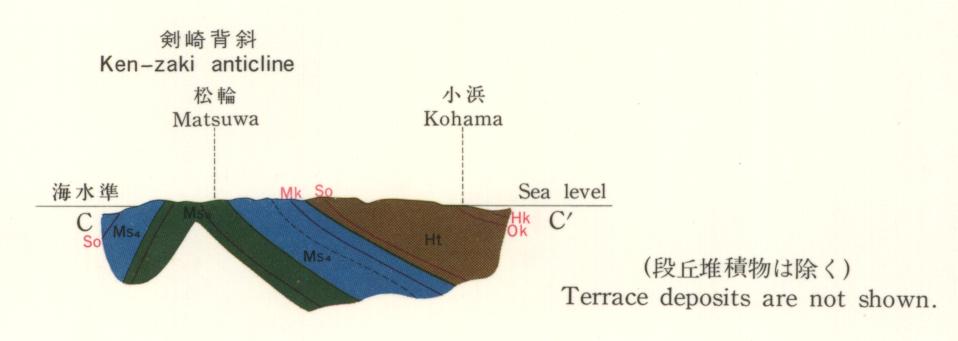 剣崎背斜
Ken-zaki anticline
松輪
Matsuwa
小浜
Kohama
海水準
Mk
So
Sea level
C
Ms₃
Hk
C′
So
Ms₄
Ok
Ht
Ms₄
(段丘堆積物は除く)
Terrace deposits are not shown.